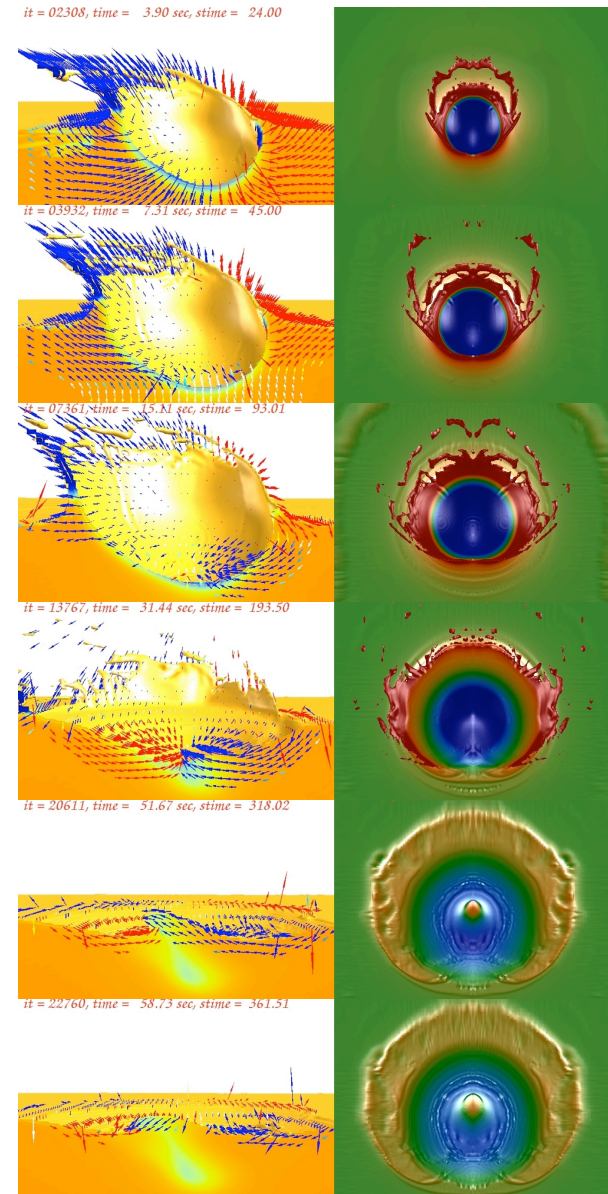 it = 02308, time = 3.90 sec, stime = 24.00
it = 03932, time = 7.31 sec, stime = 45.00
it = 07361, time = 15.11 sec, stime = 93.01
it = 13767, time = 31.44 sec, stime = 193.50
it = 20611, time = 51.67 sec, stime = 318.02
it = 22760, time = 58.73 sec, stime = 361.51